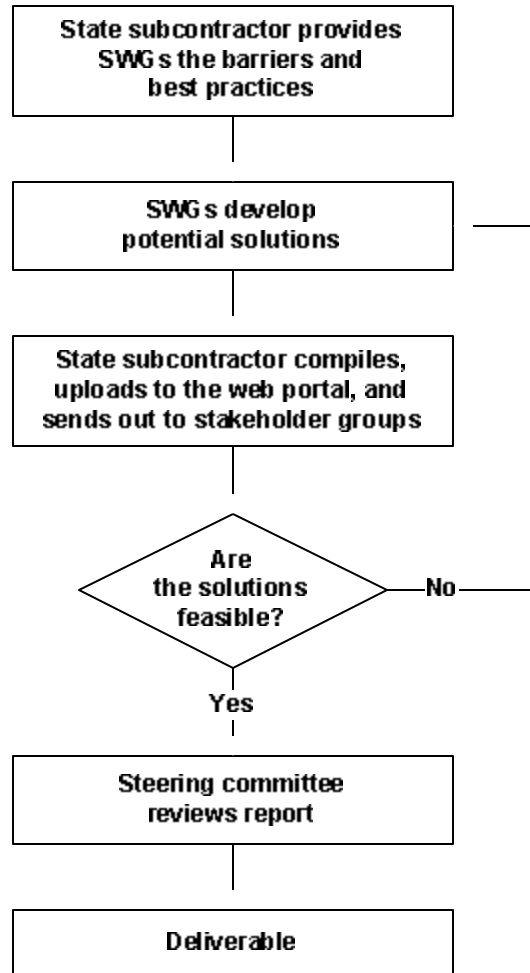 State subcontractor provides
SWGs the barriers and
best practices
SWGs develop
potential solutions
State subcontractor compiles,
uploads to the web portal, and
sends out to stakeholder groups
Are
the solutions
feasible?
No
Yes
Steering committee
reviews report
Deliverable